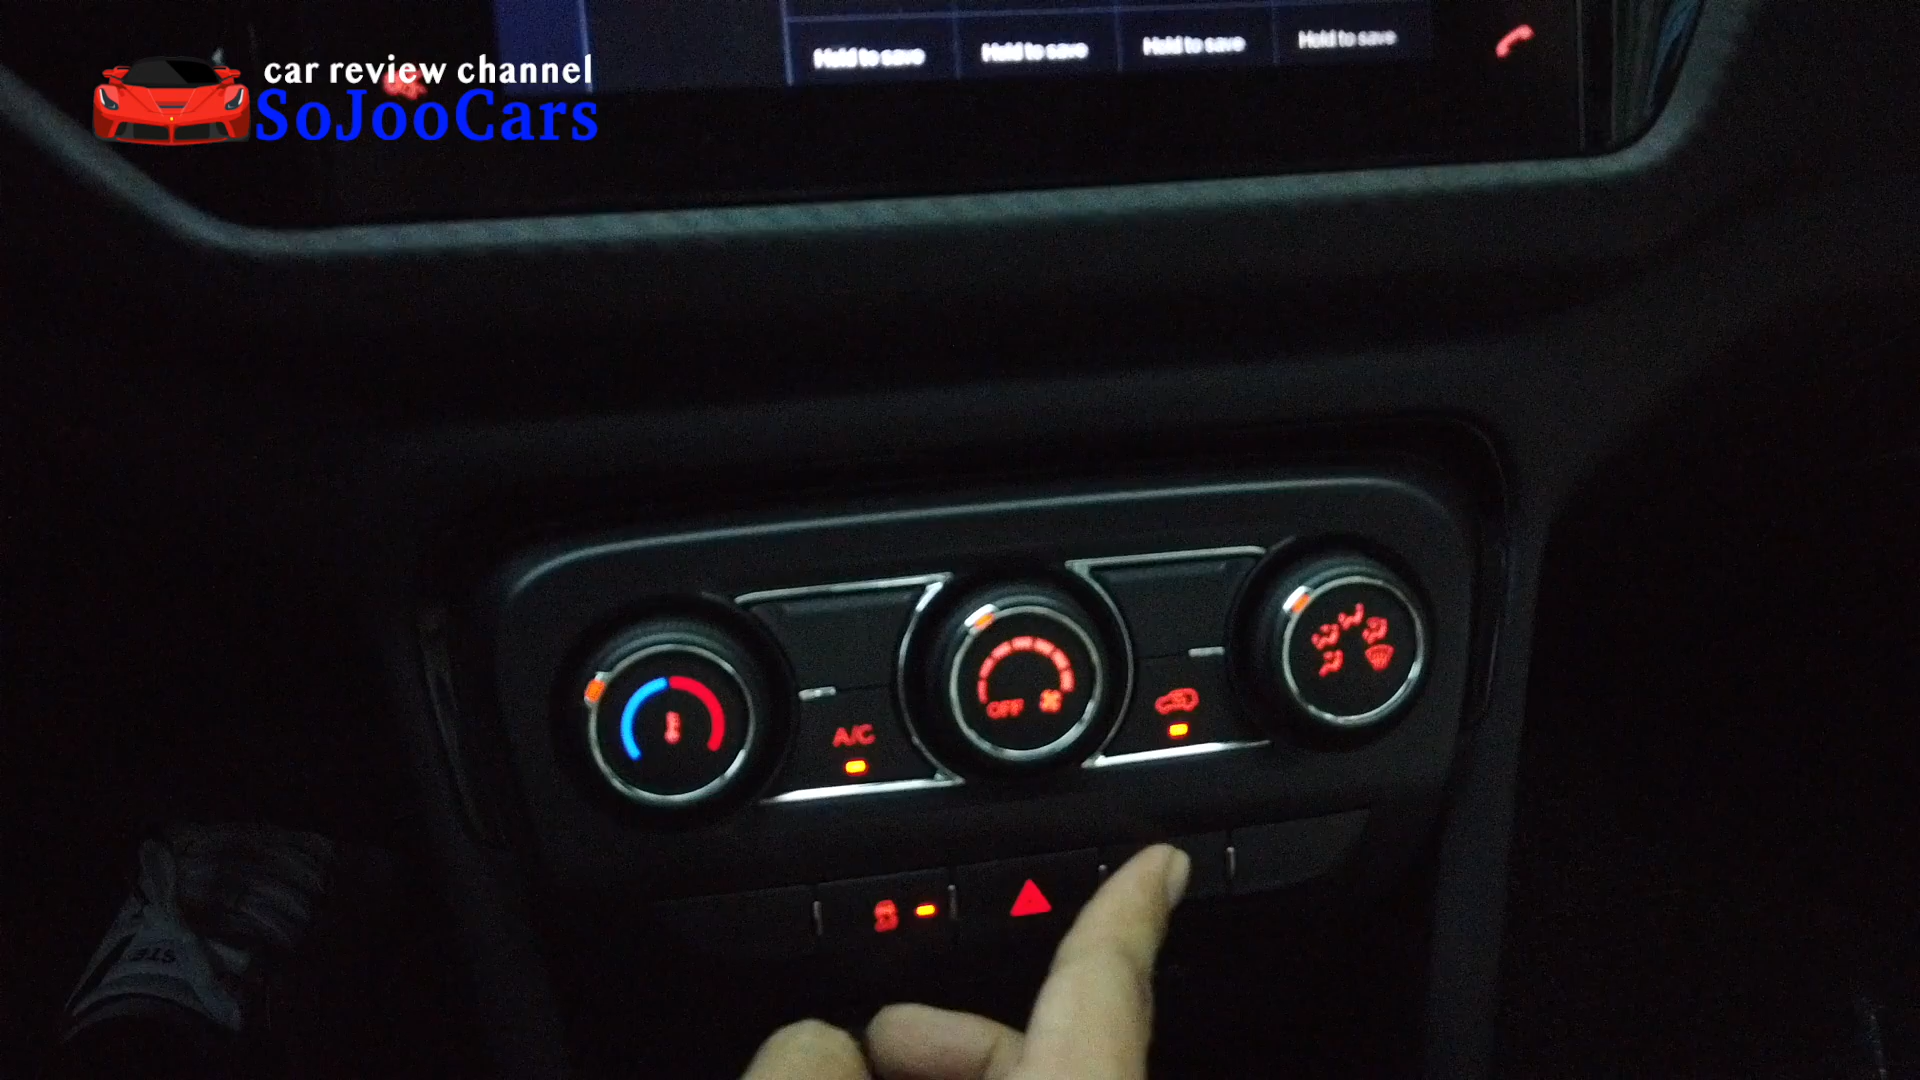 Hold to save Hold to save Hold to save Hold to save
car review channel
SoJooCars
A/C
OFF